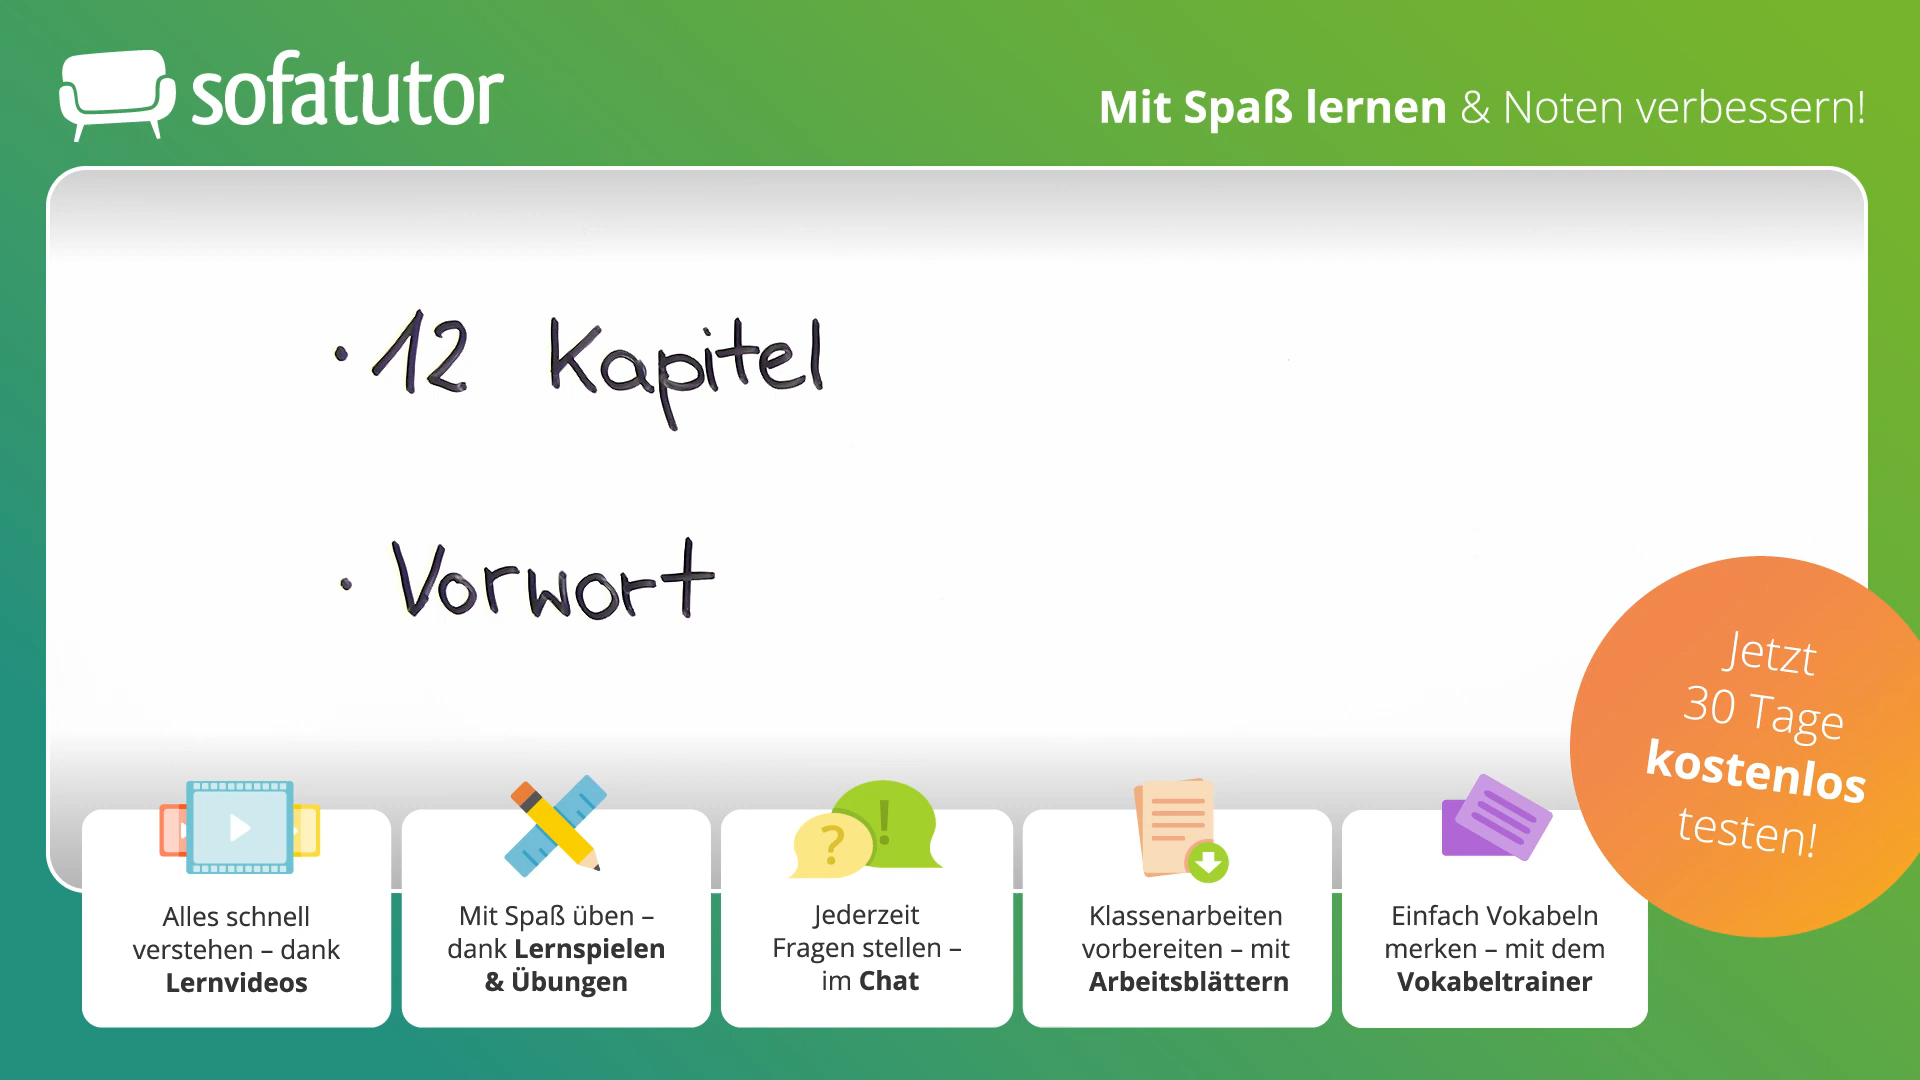 sofatutor
Mit Spaß lernen & Noten verbessern!
· 12 Kapitel
· Vorwort
Jetzt
30 Tage
kostenlos
testen!
Alles schnell
verstehen – dank
Lernvideos
Mit Spaß üben –
dank Lernspielen
& Übungen
?
!
Jederzeit
Fragen stellen –
im Chat
Klassenarbeiten
vorbereiten – mit
Arbeitsblättern
Einfach Vokabeln
merken – mit dem
Vokabeltrainer